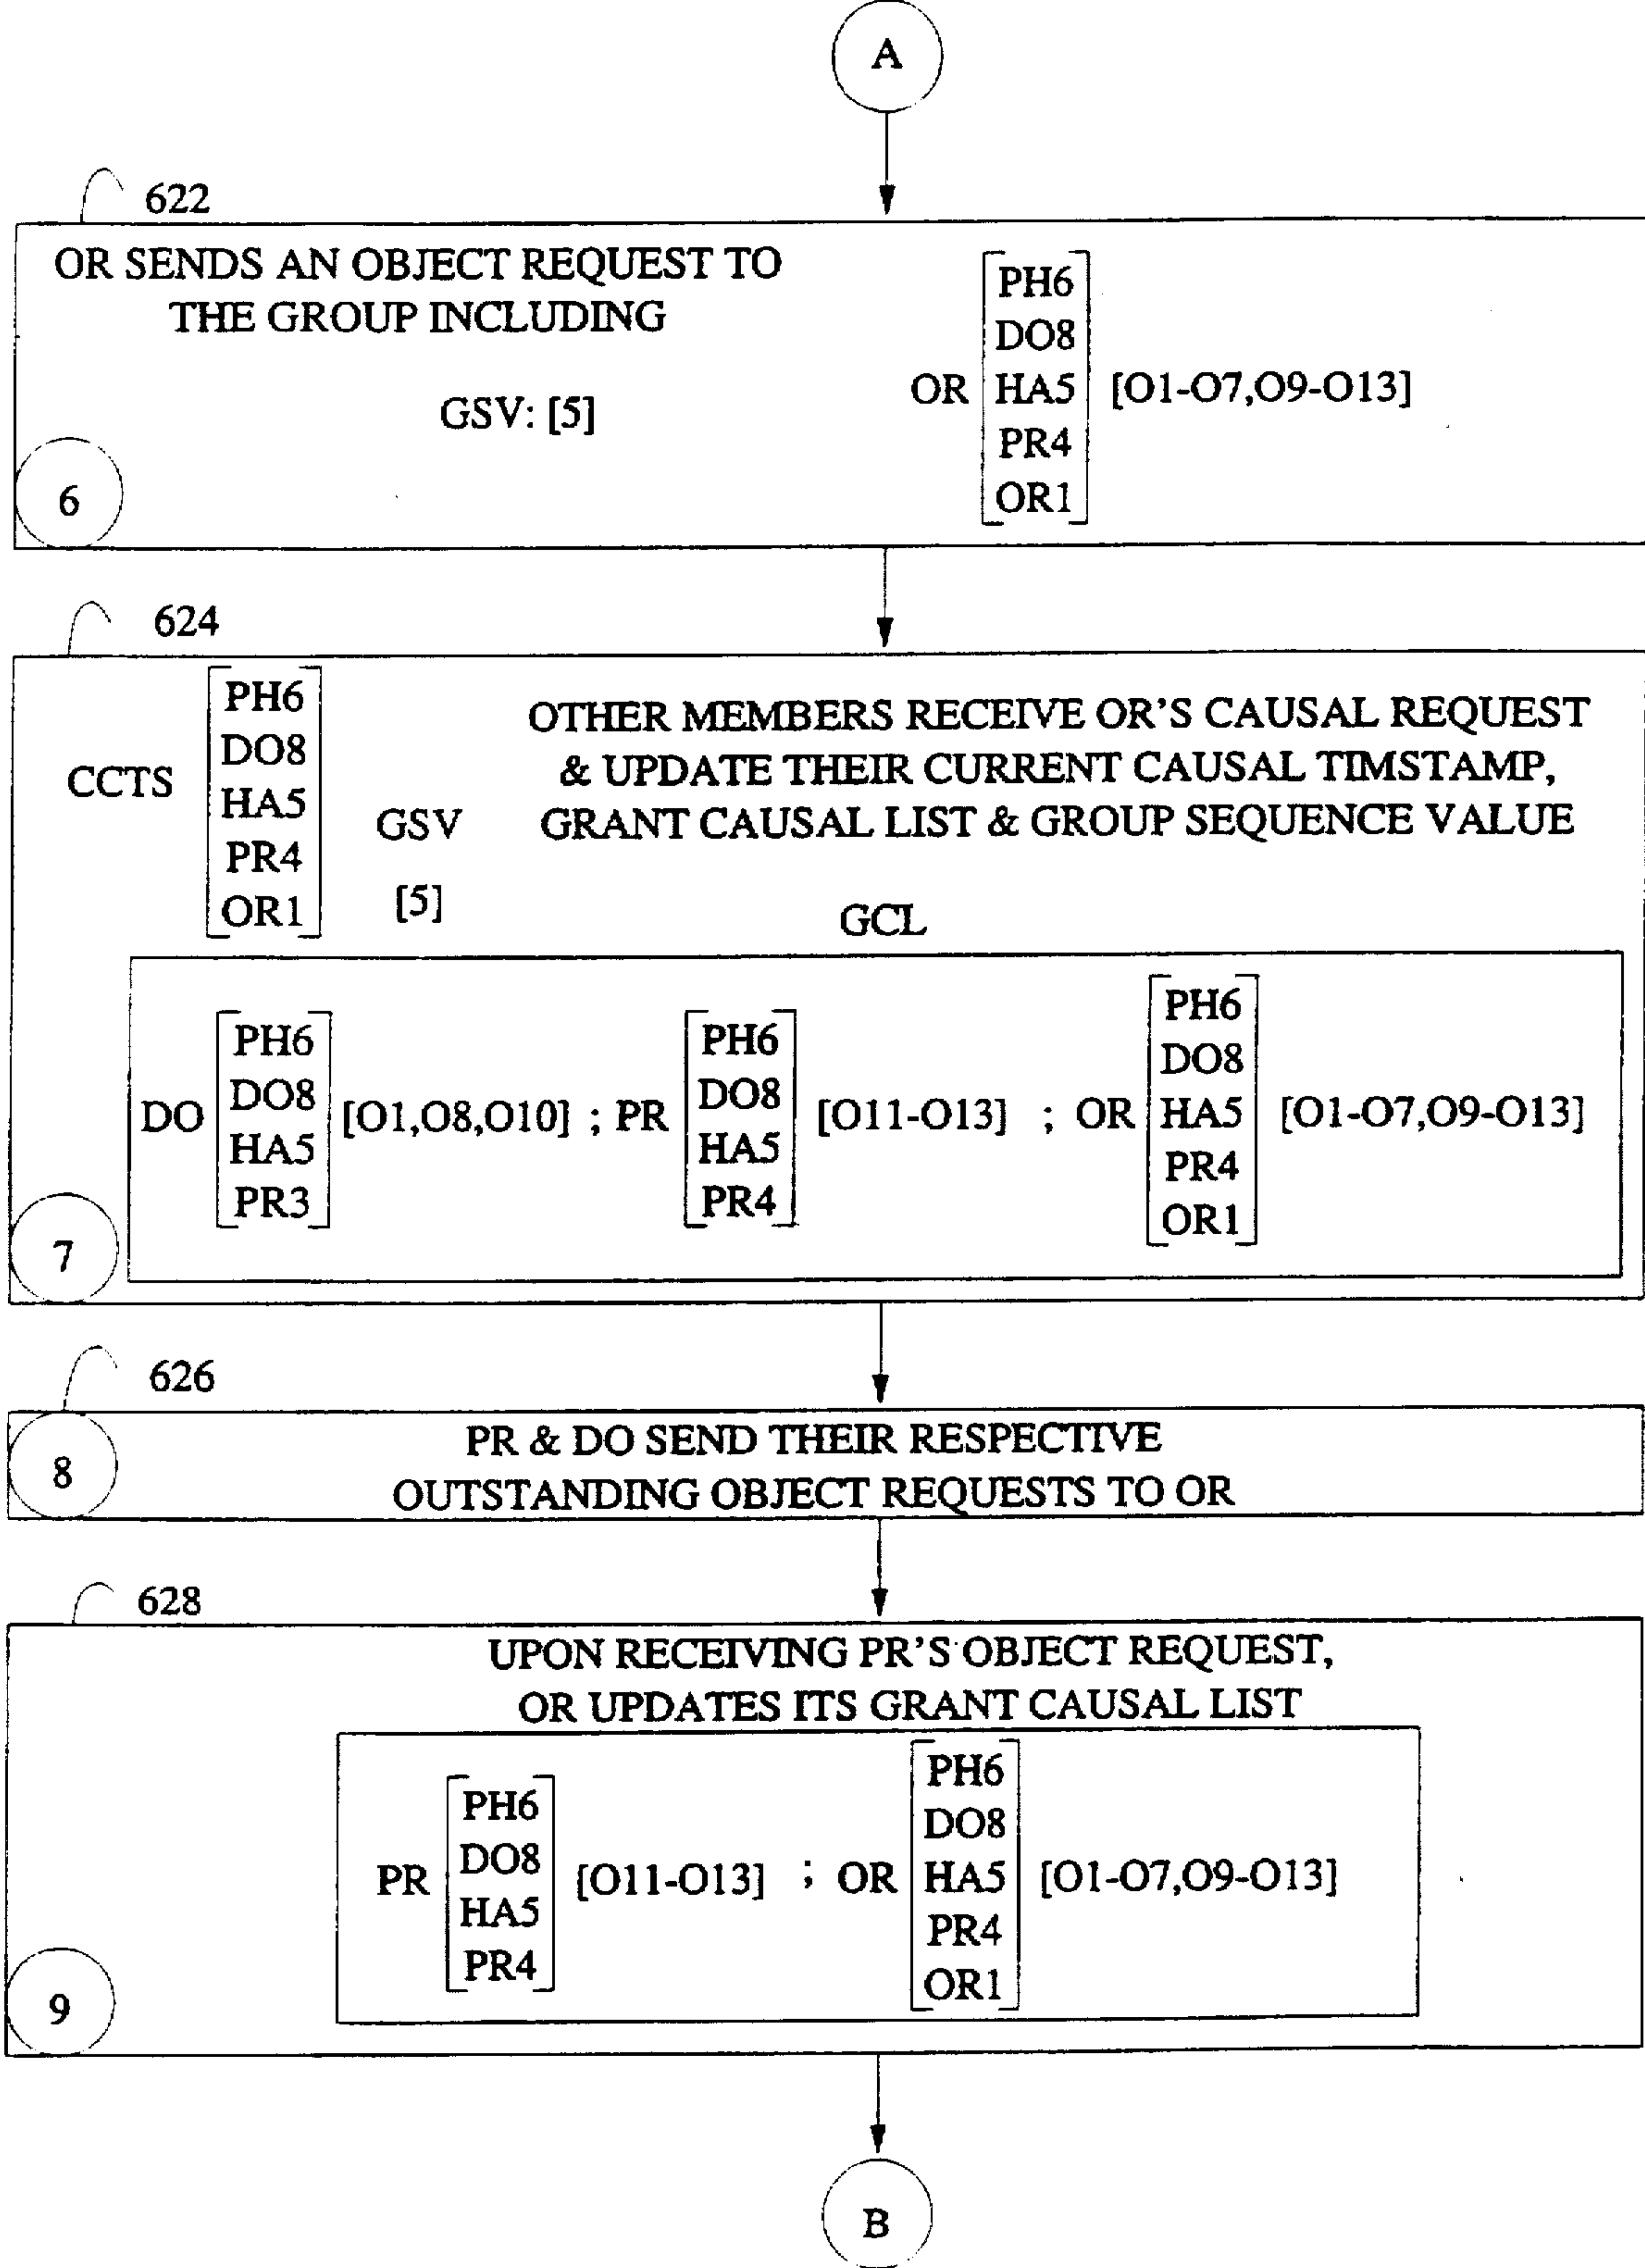 A
622
OR SENDS AN OBJECT REQUEST TO
THE GROUP INCLUDING
GSV: [5]
PH6
DO8
OR HA5 [O1-O7,O9-O13]
PR4
OR1
6
624
PH6
DO8
CCTS
HA5
PR4
OR1
GSV
[5]
OTHER MEMBERS RECEIVE OR'S CAUSAL REQUEST
& UPDATE THEIR CURRENT CAUSAL TIMSTAMP,
GRANT CAUSAL LIST & GROUP SEQUENCE VALUE
GCL
PH6
DO DO8 [O1,O8,O10] ;
HA5
PR3
PH6
PR DO8 [O11-O13] ;
HA5
PR4
PH6
DO8
OR HA5 [O1-O7,O9-O13]
PR4
OR1
7
626
PR & DO SEND THEIR RESPECTIVE
OUTSTANDING OBJECT REQUESTS TO OR
8
628
UPON RECEIVING PR'S OBJECT REQUEST,
OR UPDATES ITS GRANT CAUSAL LIST
PH6
PR DO8 [O11-O13] ;
HA5
PR4
PH6
DO8
OR HA5 [O1-O7,O9-O13]
PR4
OR1
9
B